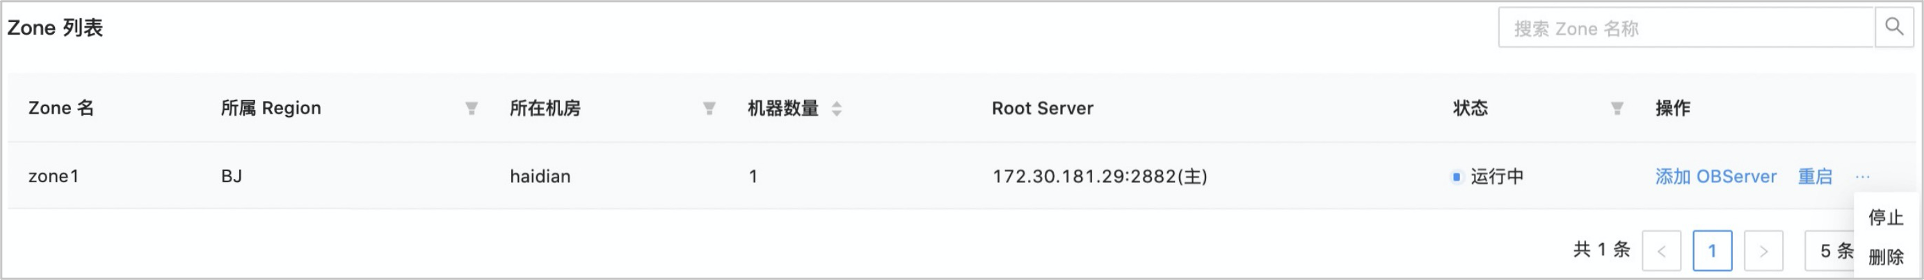 Zone 列表
搜索 Zone 名称
Zone 名 所属 Region 所在机房 机器数量 Root Server 状态 操作
zone1 BJ haidian 1 172.30.181.29:2882(主) 运行中 添加 OBServer 重启 ···
停止
共 1 条 < 1 > 5 条
删除